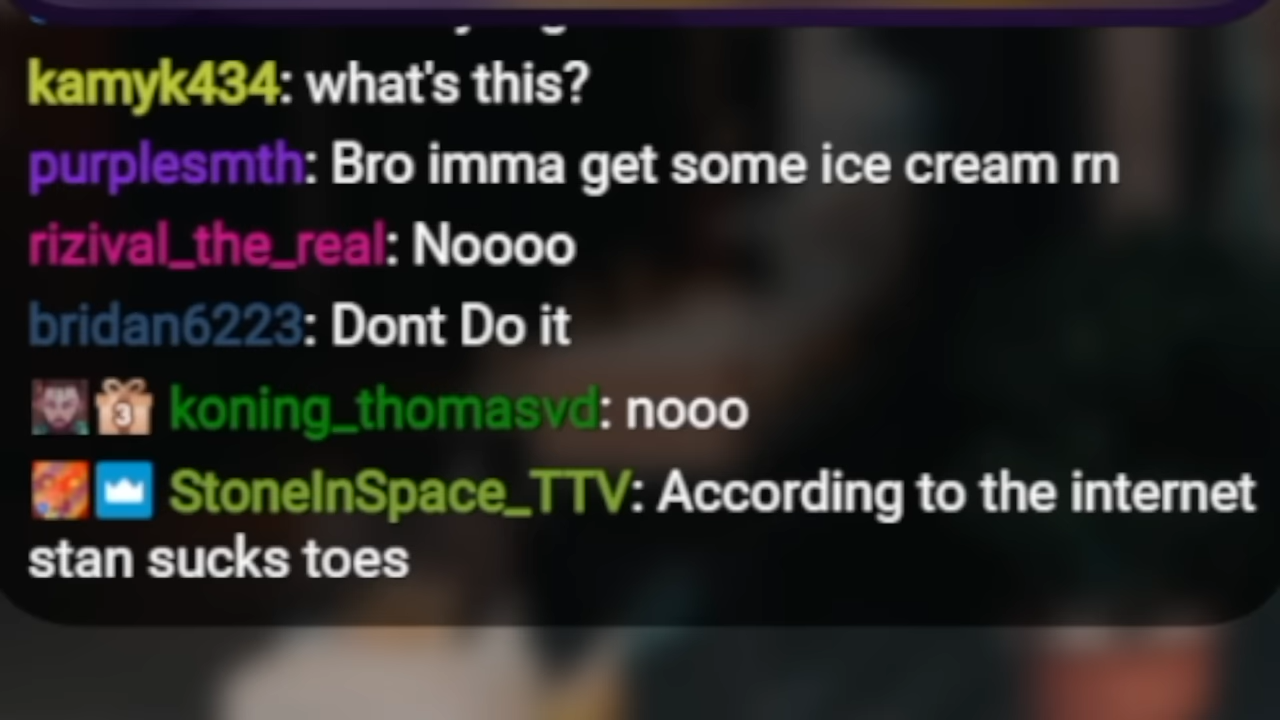 kamyk434: what's this?
purplesmth: Bro imma get some ice cream rn
rizival_the_real: Noooo
bridan6223: Dont Do it
3 koning_thomasvd: nooo
StoneInSpace_TTV: According to the internet
stan sucks toes